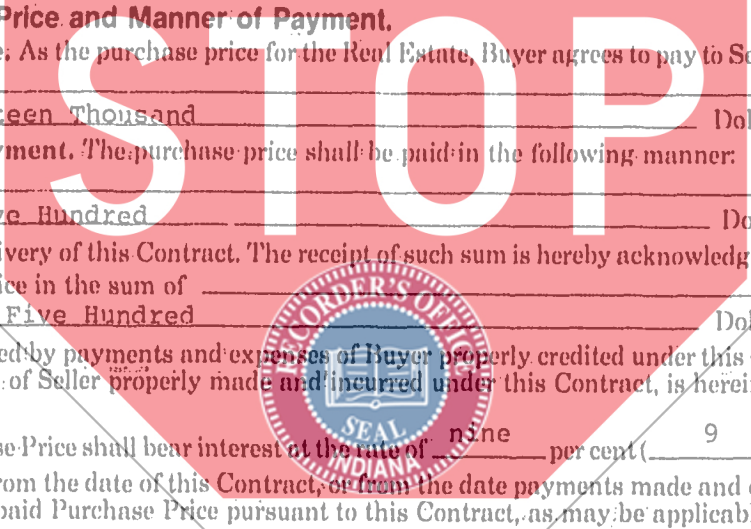 Price and Manner of Payment.
e. As the purchase price for the Real Estate, Buyer agrees to pay to Se
een Thousand Dol
yment. The purchase price shall be paid in the following manner:
ve Hundred Do
ivery of this Contract. The receipt of such sum is hereby acknowledg
ice in the sum of
Five Hundred Dol
ed by payments and expenses of Buyer properly credited under this
of Seller properly made and incurred under this Contract, is herei
se Price shall bear interest at the rate of nine per cent ( 9
rom the date of this Contract, or from the date payments made and
paid Purchase Price pursuant to this Contract, as may be applicab
STOP
RECORDER'S OFFICE
SEAL
INDIANA